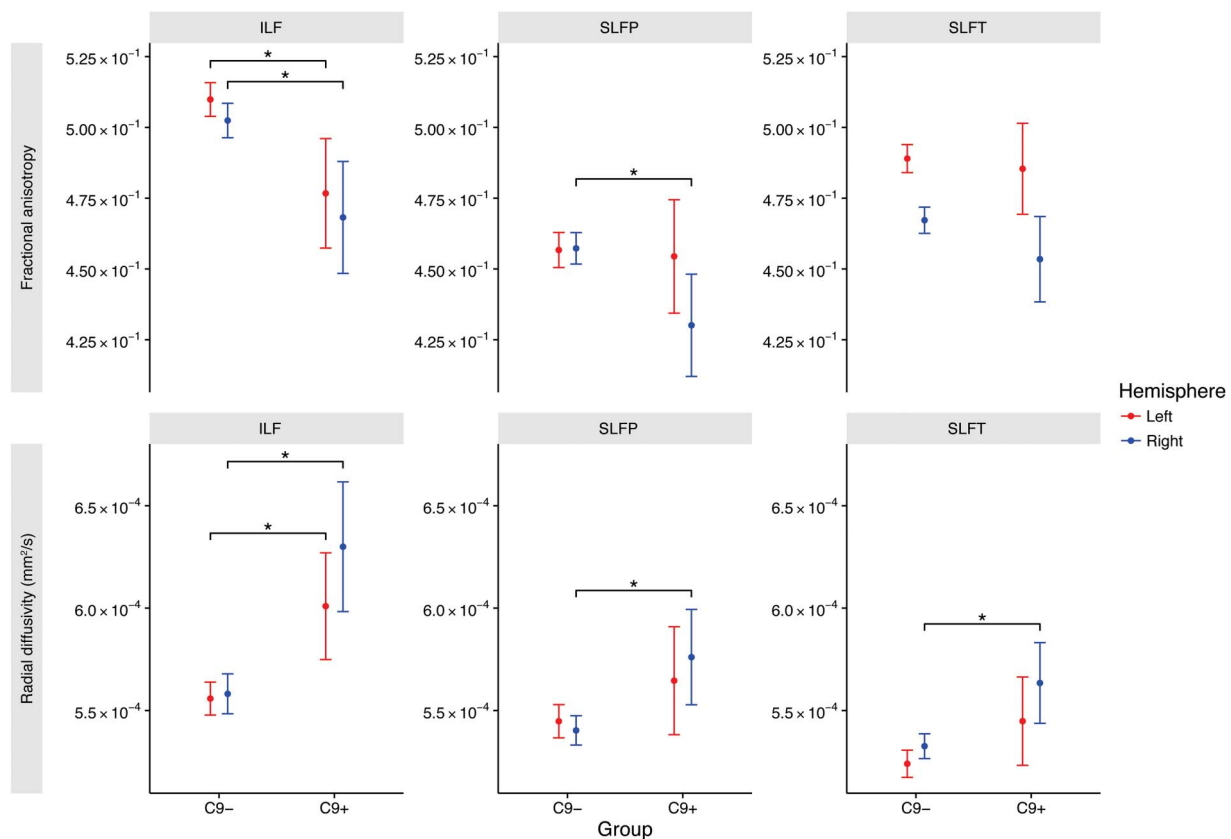 ILF SLFP SLFT
Fractional anisotropy
5.25 × 10⁻¹ 5.25 × 10⁻¹ 5.25 × 10⁻¹
5.00 × 10⁻¹ 5.00 × 10⁻¹ 5.00 × 10⁻¹
4.75 × 10⁻¹ 4.75 × 10⁻¹ 4.75 × 10⁻¹
4.50 × 10⁻¹ 4.50 × 10⁻¹ 4.50 × 10⁻¹
4.25 × 10⁻¹ 4.25 × 10⁻¹ 4.25 × 10⁻¹
* * *
Hemisphere
Left
Right
ILF SLFP SLFT
Radial diffusivity (mm²/s)
6.5 × 10⁻⁴ 6.5 × 10⁻⁴ 6.5 × 10⁻⁴
6.0 × 10⁻⁴ 6.0 × 10⁻⁴ 6.0 × 10⁻⁴
5.5 × 10⁻⁴ 5.5 × 10⁻⁴ 5.5 × 10⁻⁴
* * * *
C9− C9+ C9− C9+ C9− C9+
Group